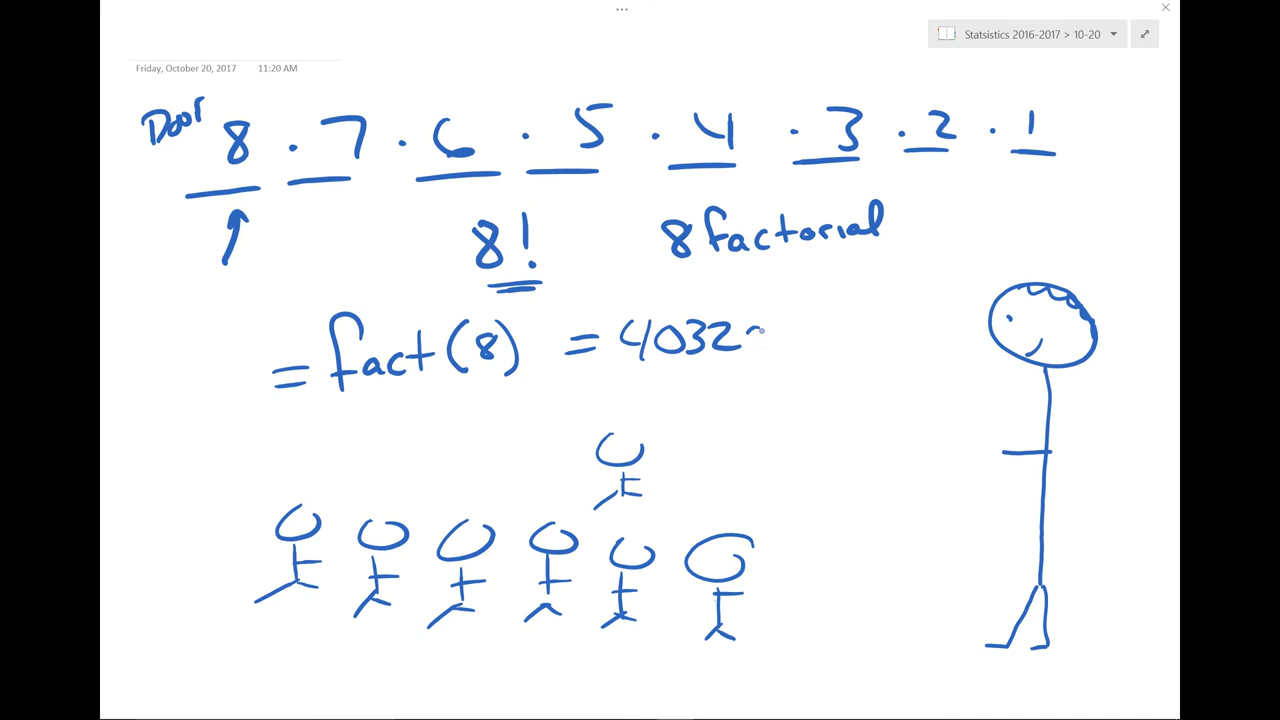 ...
Statsistics 2016-2017 > 10-20
Friday, October 20, 2017 11:20 AM
Door 8 · 7 · 6 · 5 · 4 · 3 · 2 · 1
8! 8 factorial
= fact(8) = 4032